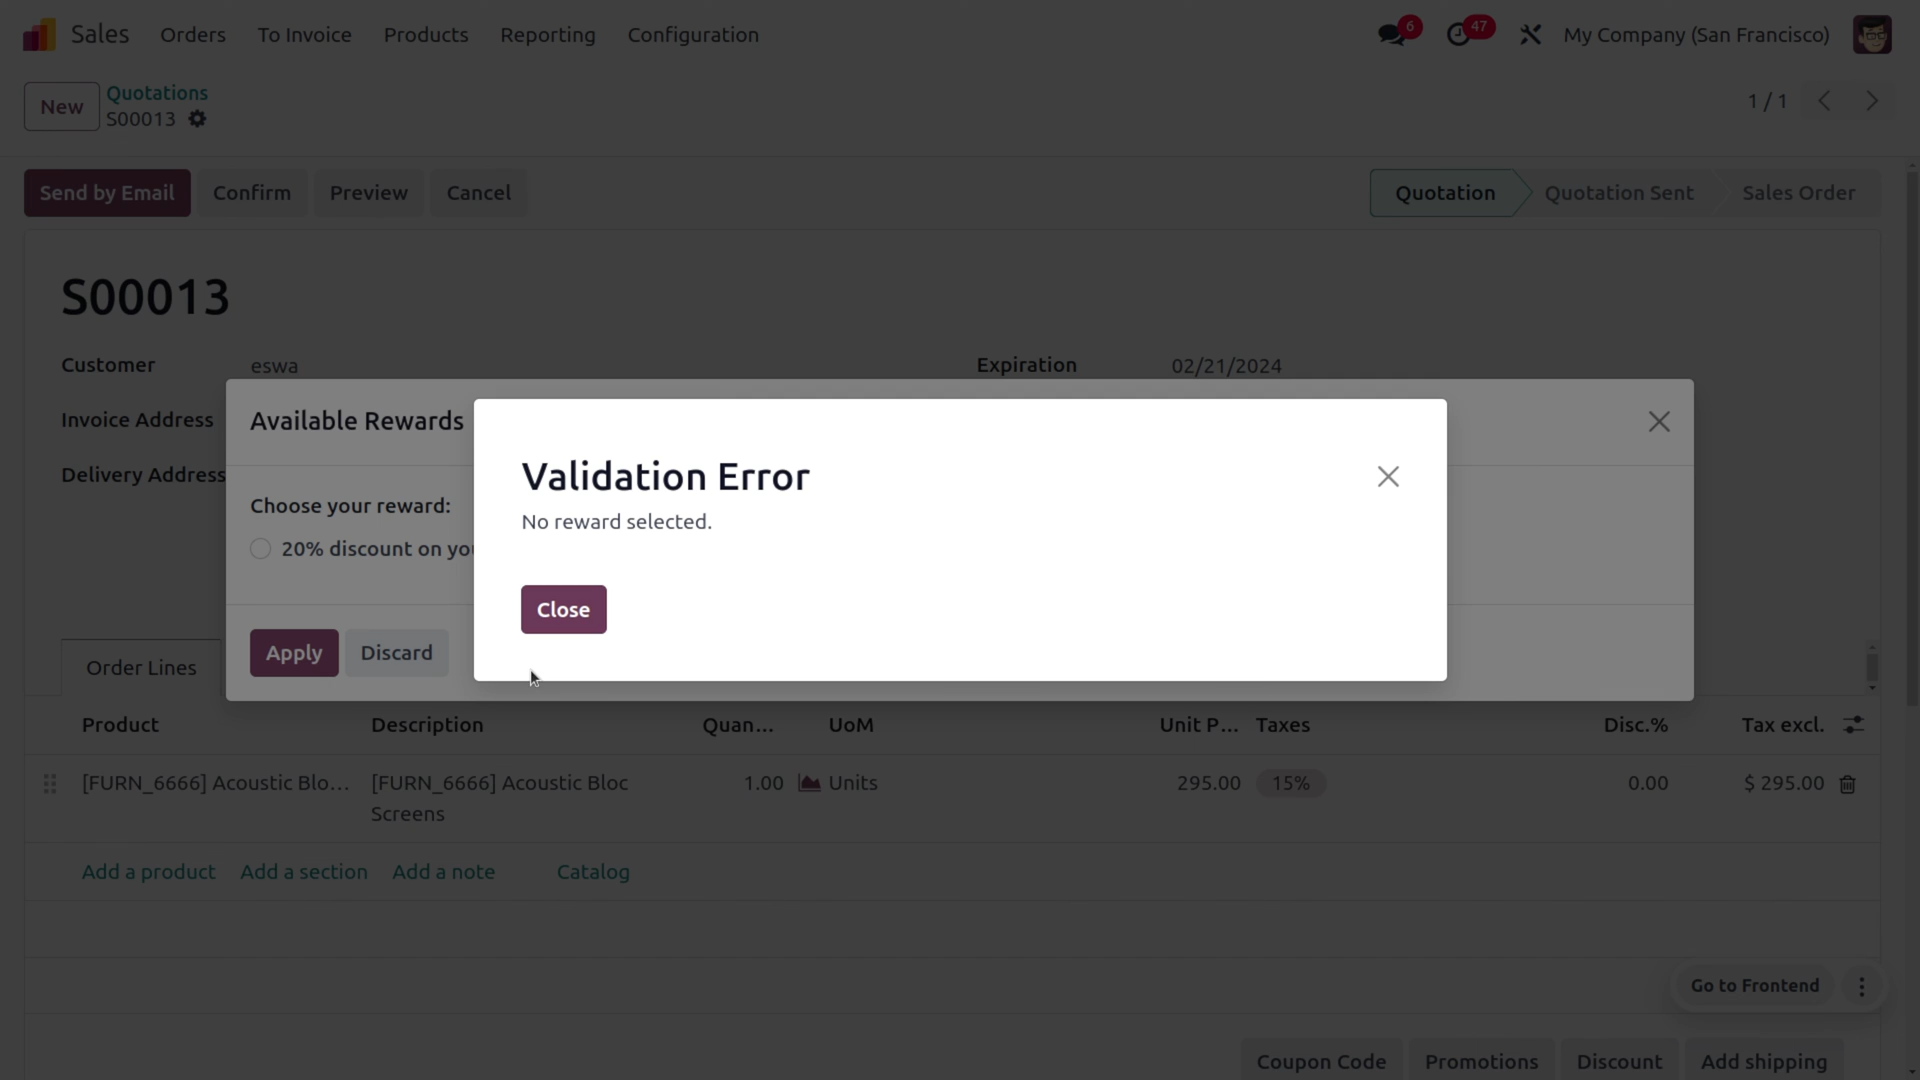 Sales Orders To Invoice Products Reporting Configuration 6 47 My Company (San Francisco)
New Quotations
S00013 1 / 1
Send by Email Confirm Preview Cancel Quotation Quotation Sent Sales Order
S00013
Customer eswa Expiration 02/21/2024
Invoice Address
Delivery Address
Available Rewards
Choose your reward:
20% discount on
Apply Discard
Validation Error
No reward selected.
Close
Order Lines
Product Description Quan... UoM Unit P... Taxes Disc.% Tax excl.
[FURN_6666] Acoustic Blo... [FURN_6666] Acoustic Bloc 1.00 Units 295.00 15% 0.00 $ 295.00
Screens
Add a product Add a section Add a note Catalog
Go to Frontend
Coupon Code Promotions Discount Add shipping